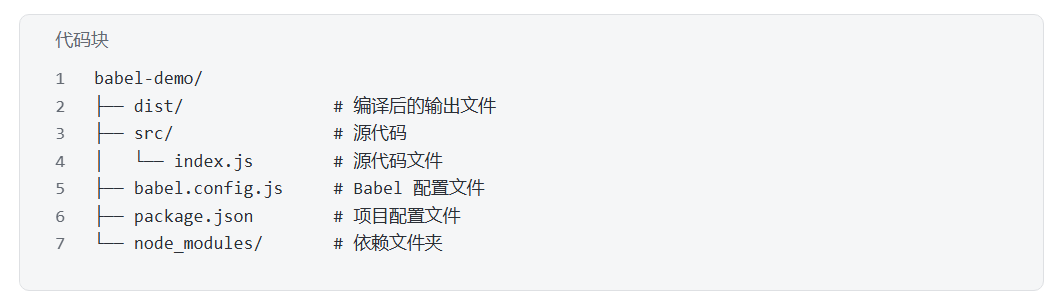 代码块
1 babel-demo/
2 ├── dist/ # 编译后的输出文件
3 ├── src/ # 源代码
4 │ └── index.js # 源代码文件
5 ├── babel.config.js # Babel 配置文件
6 ├── package.json # 项目配置文件
7 └── node_modules/ # 依赖文件夹